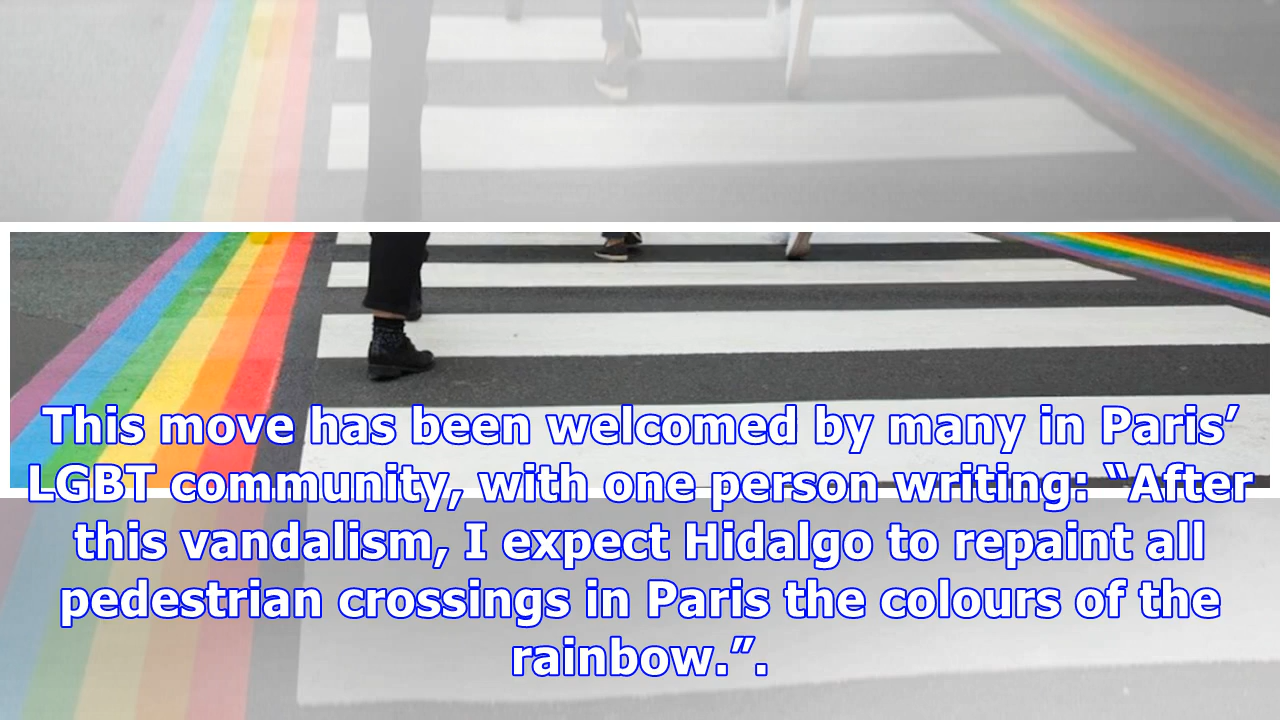 This move has been welcomed by many in Paris’
LGBT community, with one person writing: “After
this vandalism, I expect Hidalgo to repaint all
pedestrian crossings in Paris the colours of the
rainbow.”.